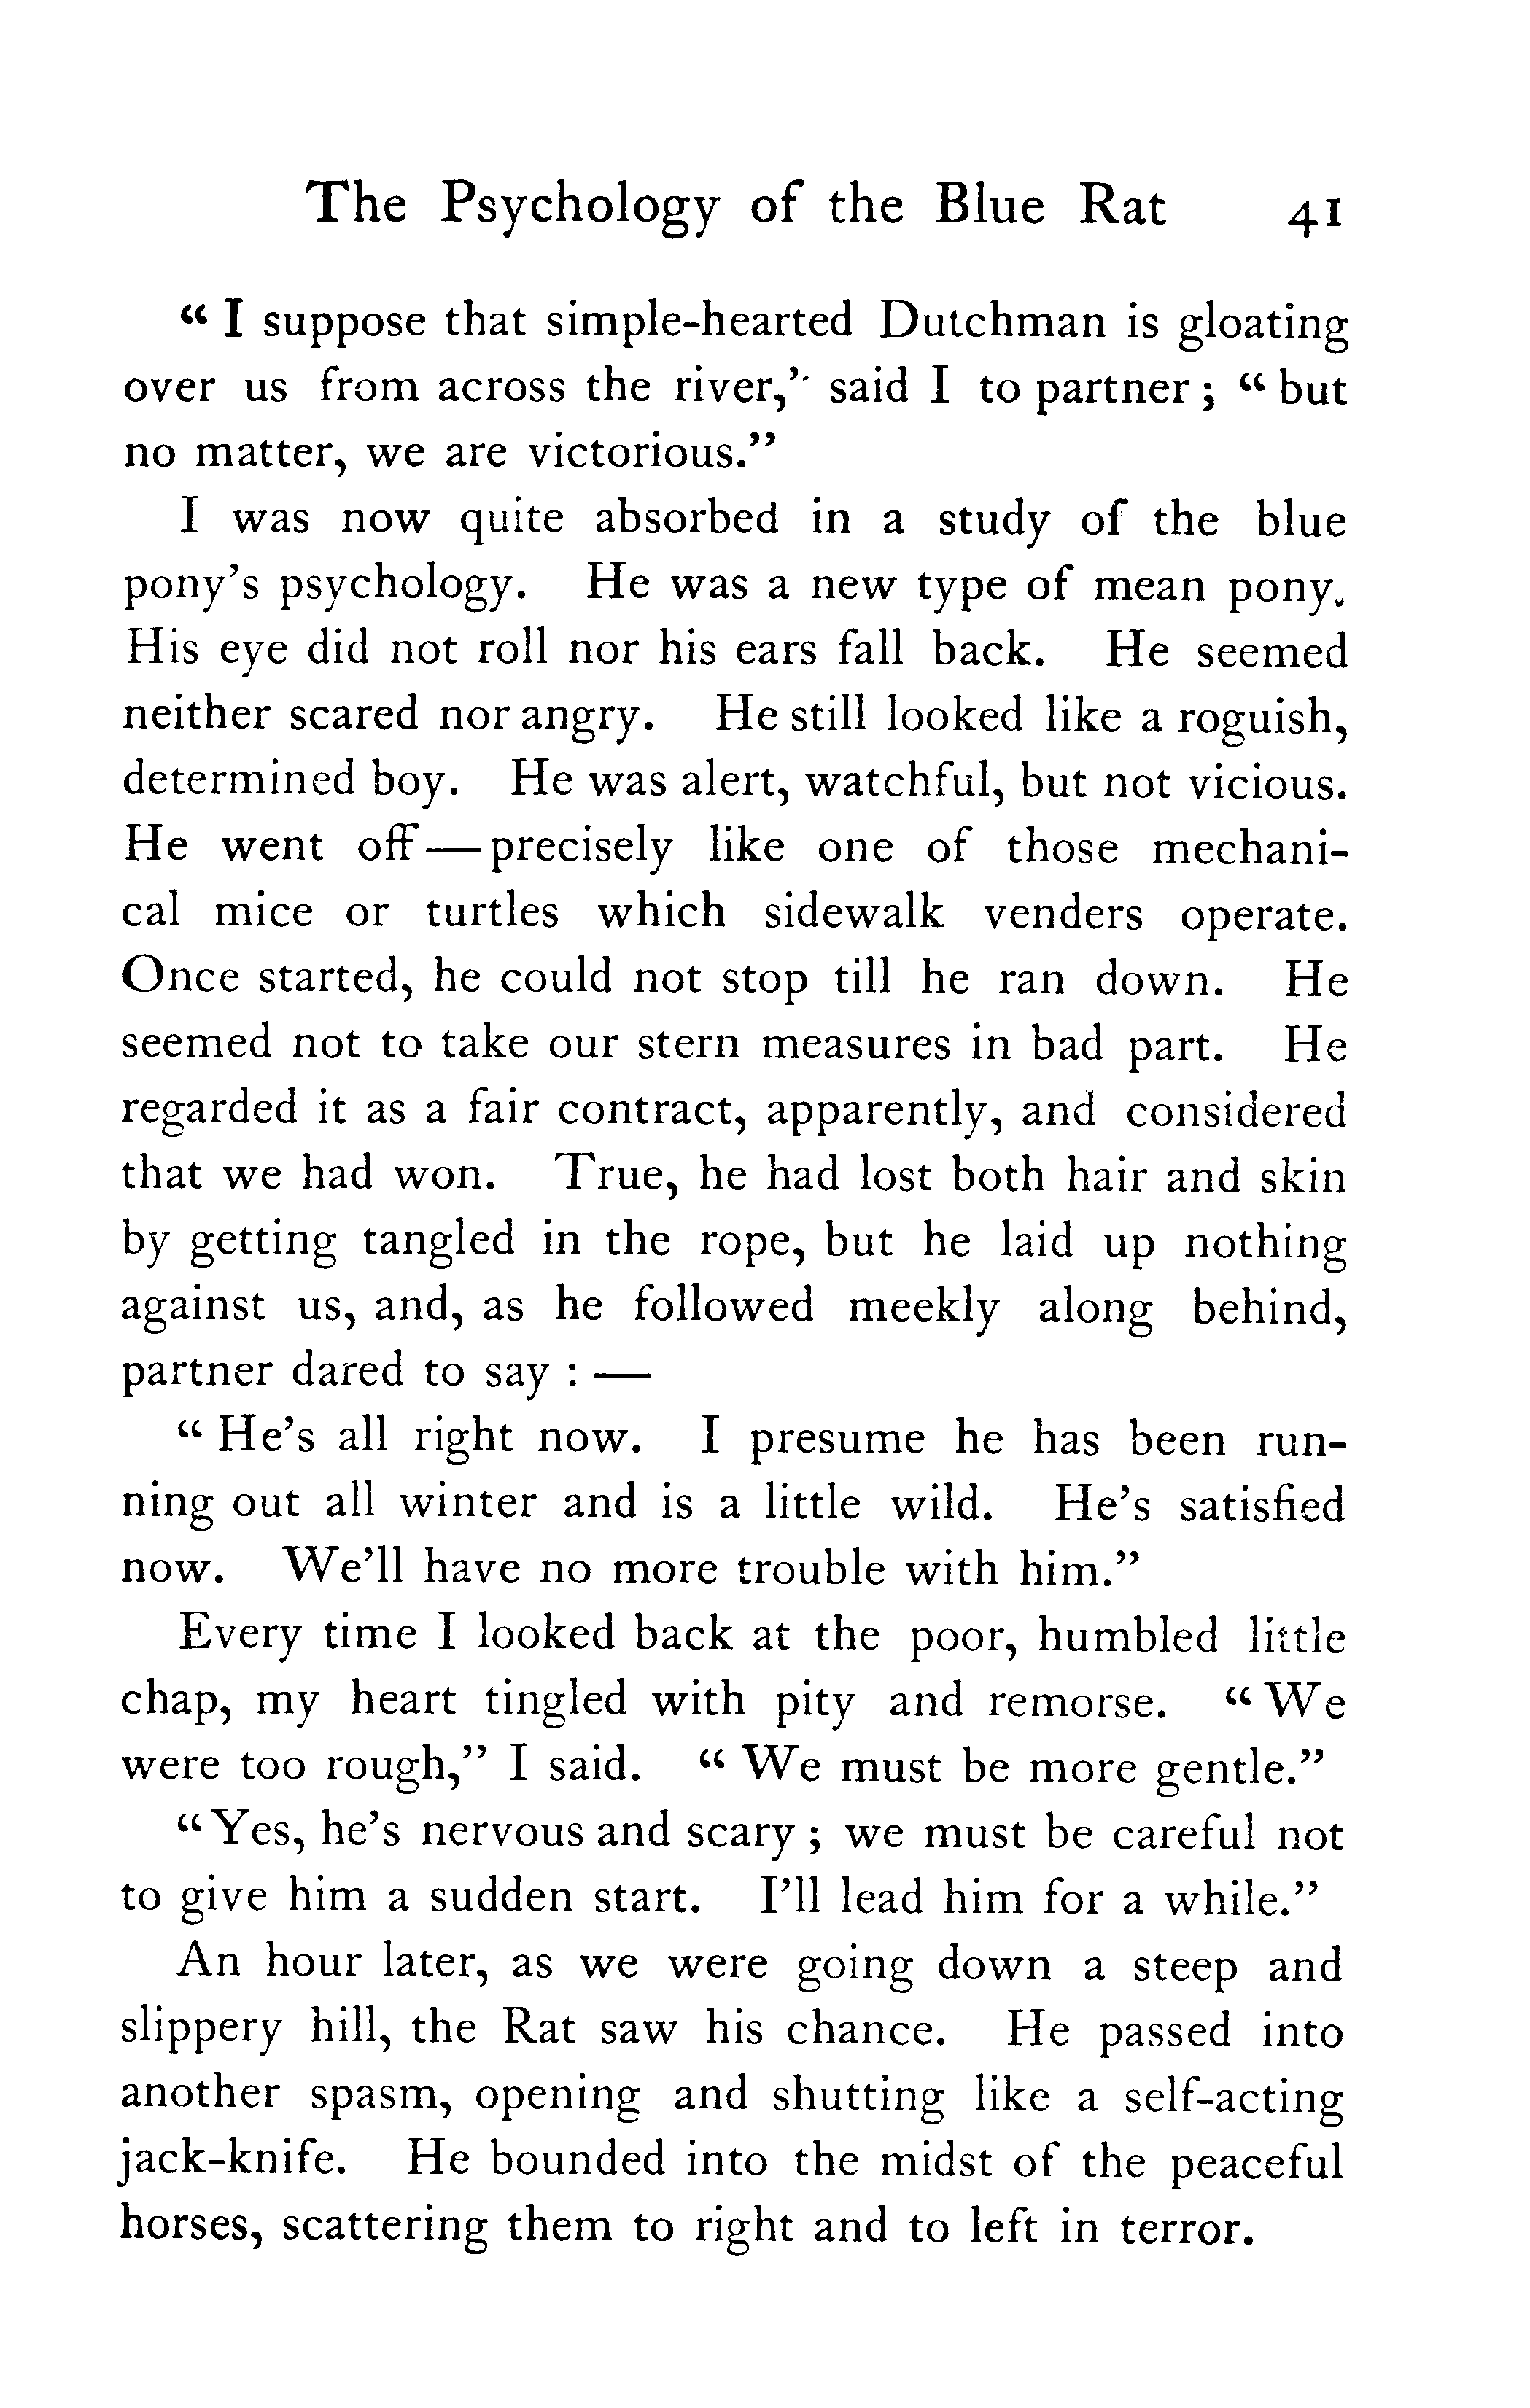 The Psychology of the Blue Rat 41
“ I suppose that simple-hearted Dutchman is gloating
over us from across the river,” said I to partner ; “ but
no matter, we are victorious.”
I was now quite absorbed in a study of the blue
pony’s psychology. He was a new type of mean pony.
His eye did not roll nor his ears fall back. He seemed
neither scared nor angry. He still looked like a roguish,
determined boy. He was alert, watchful, but not vicious.
He went off—precisely like one of those mechani-
cal mice or turtles which sidewalk venders operate.
Once started, he could not stop till he ran down. He
seemed not to take our stern measures in bad part. He
regarded it as a fair contract, apparently, and considered
that we had won. True, he had lost both hair and skin
by getting tangled in the rope, but he laid up nothing
against us, and, as he followed meekly along behind,
partner dared to say : —
“ He’s all right now. I presume he has been run-
ning out all winter and is a little wild. He’s satisfied
now. We’ll have no more trouble with him.”
Every time I looked back at the poor, humbled little
chap, my heart tingled with pity and remorse. “ We
were too rough,” I said. “ We must be more gentle.”
“ Yes, he’s nervous and scary ; we must be careful not
to give him a sudden start. I’ll lead him for a while.”
An hour later, as we were going down a steep and
slippery hill, the Rat saw his chance. He passed into
another spasm, opening and shutting like a self-acting
jack-knife. He bounded into the midst of the peaceful
horses, scattering them to right and to left in terror.